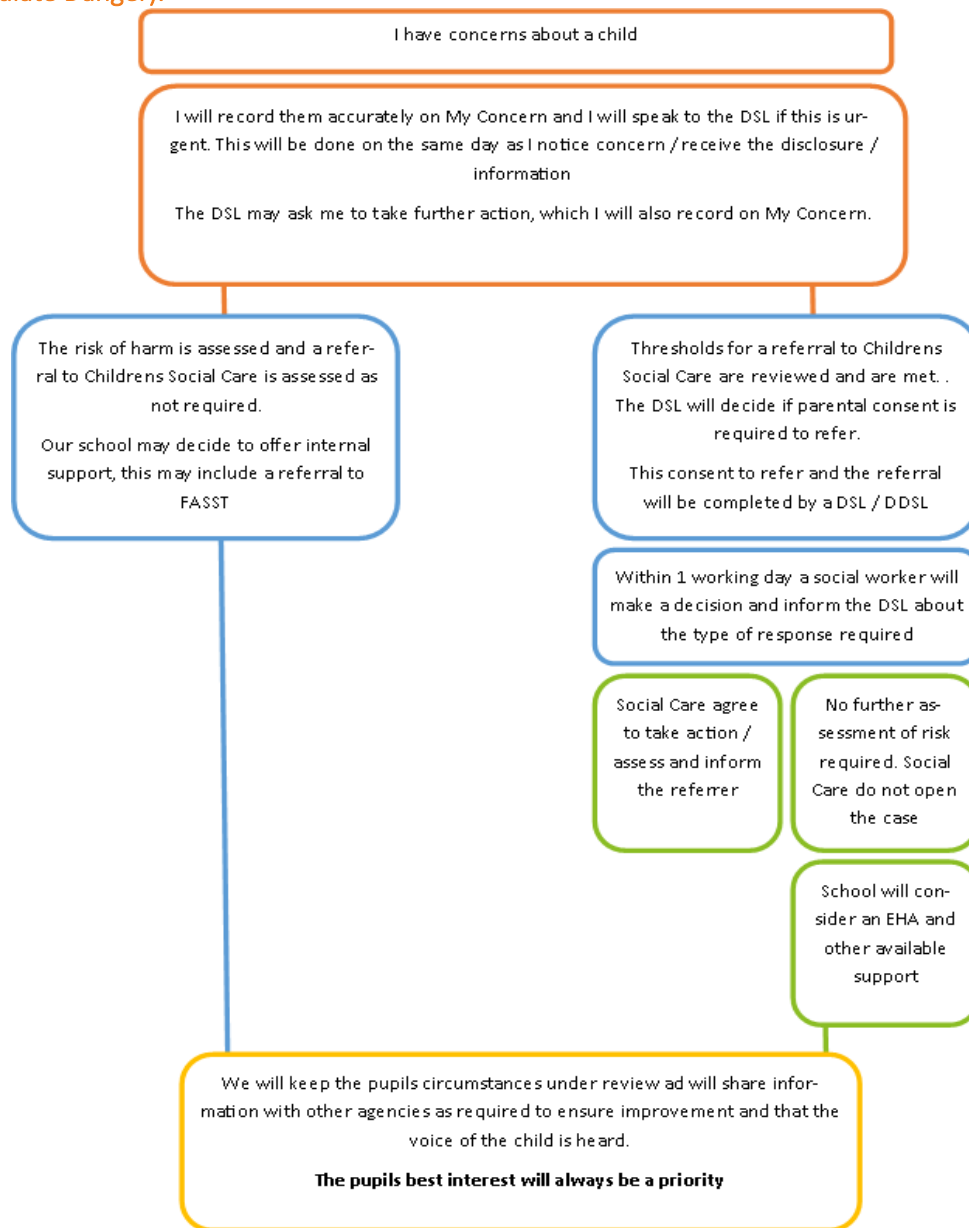 I have concerns about a child
I will record them accurately on My Concern and I will speak to the DSL if this is ur-
gent. This will be done on the same day as I notice concern / receive the disclosure /
information
The DSL may ask me to take further action, which I will also record on My Concern.
The risk of harm is assessed and a refer-
ral to Childrens Social Care is assessed as
not required.
Our school may decide to offer internal
support, this may include a referral to
FASST
Thresholds for a referral to Childrens
Social Care are reviewed and are met. .
The DSL will decide if parental consent is
required to refer.
This consent to refer and the referral
will be completed by a DSL / DDSL
Within 1 working day a social worker will
make a decision and inform the DSL about
the type of response required
Social Care agree
to take action /
assess and inform
the referrer
No further as-
sessment of risk
required. Social
Care do not open
the case
School will con-
sider an EHA and
other available
support
We will keep the pupils circumstances under review ad will share infor-
mation with other agencies as required to ensure improvement and that the
voice of the child is heard.
The pupils best interest will always be a priority